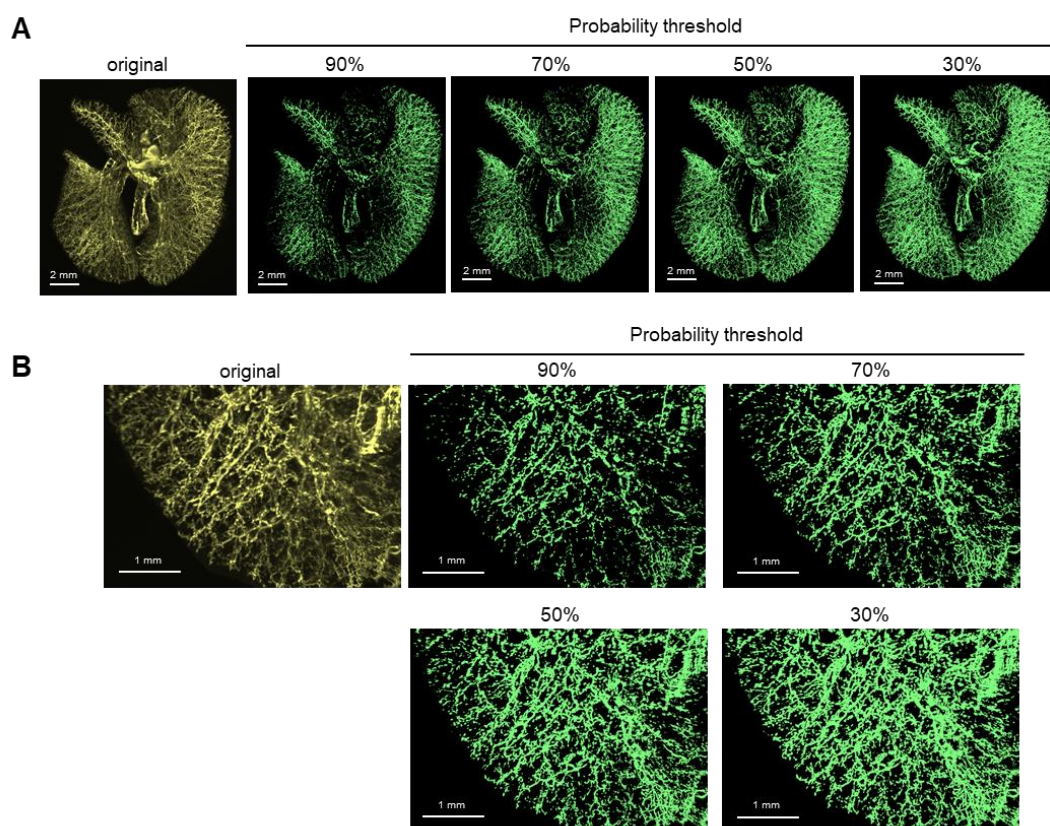 A
Probability threshold
original 90% 70% 50% 30%
2 mm 2 mm 2 mm 2 mm 2 mm
Probability threshold
B
original 90% 70%
1 mm 1 mm 1 mm
50% 30%
1 mm 1 mm